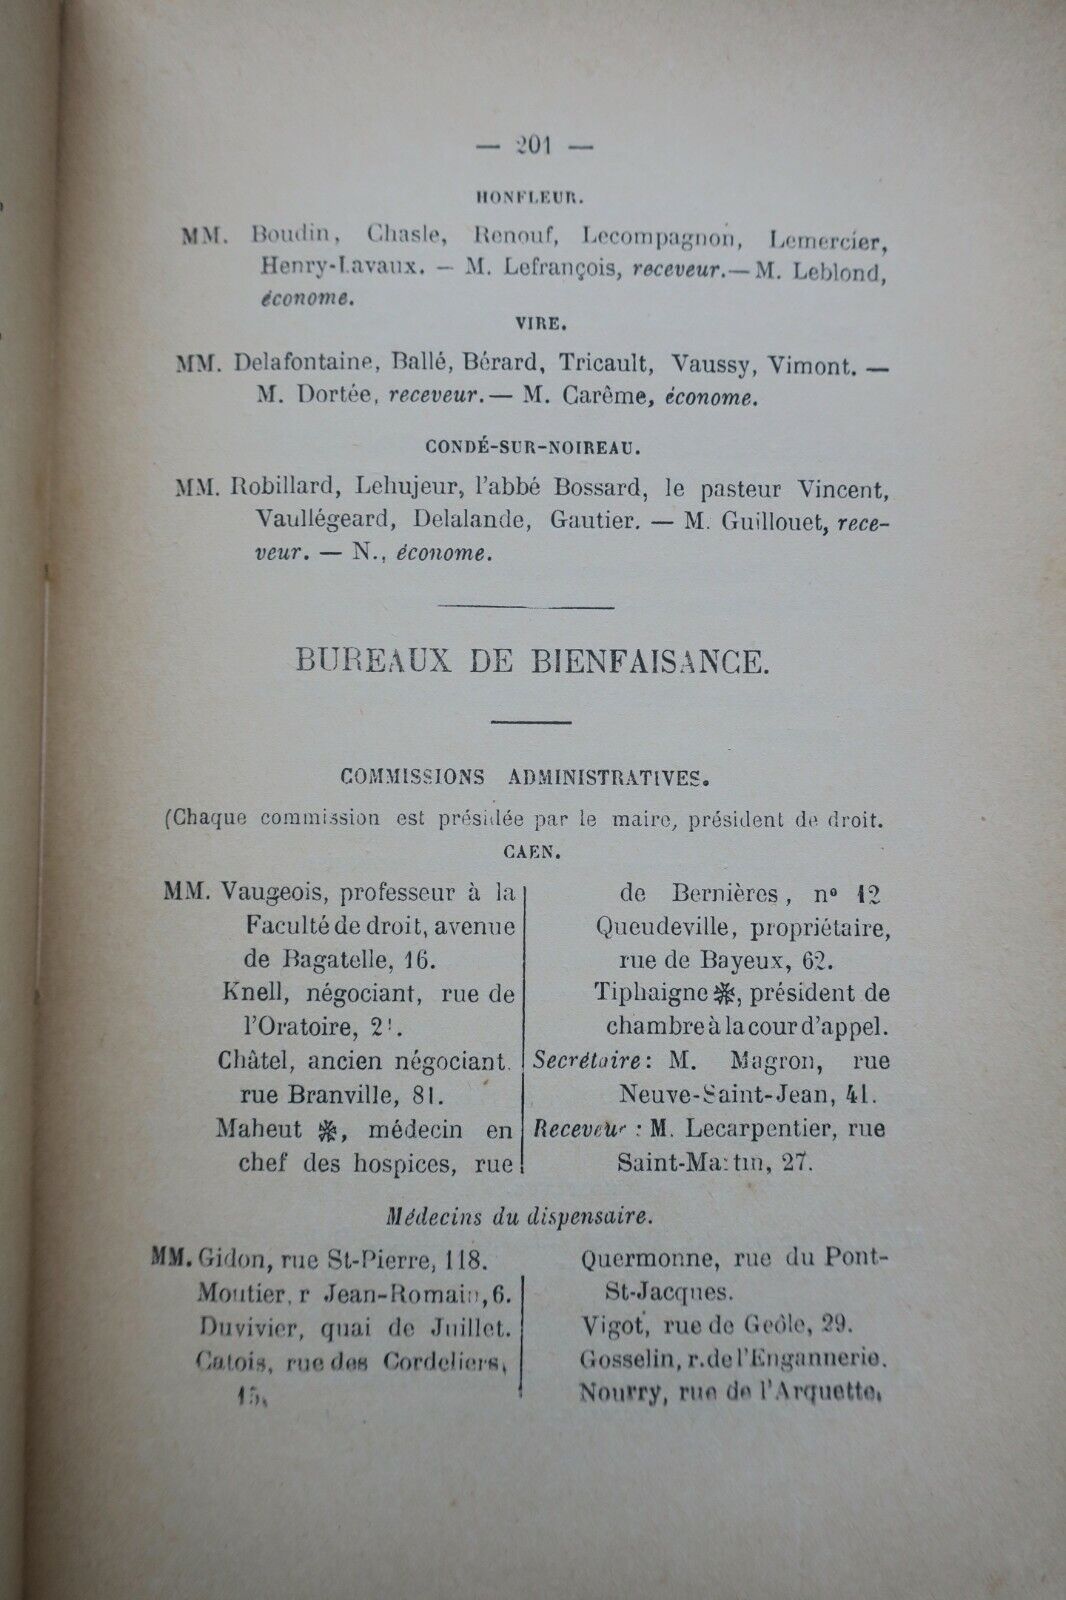 — 201 —
HONFLEUR.
MM. Boudin, Chasle, Renouf, Lecompagnon, Lemercier,
Henry-Lavaux. — M. Lefrançois, receveur. — M. Leblond,
économe.
VIRE.
MM. Delafontaine, Ballé, Bérard, Tricault, Vaussy, Vimont. —
M. Dortée, receveur. — M. Carême, économe.
CONDÉ-SUR-NOIREAU.
MM. Robillard, Lehujeur, l'abbé Bossard, le pasteur Vincent,
Vaullégeard, Delalande, Gautier. — M. Guillouet, rece-
veur. — N., économe.
BUREAUX DE BIENFAISANCE.
COMMISSIONS ADMINISTRATIVES.
(Chaque commission est présidée par le maire, président de droit.
CAEN.
MM. Vaugeois, professeur à la
Faculté de droit, avenue
de Bagatelle, 16.
Knell, négociant, rue de
l'Oratoire,
Châtel, ancien négociant.
rue Branville, 81.
Maheut ❋, médecin en
chef des hospices, rue
de Bernières, nº 12
Queudeville, propriétaire,
rue de Bayeux, 62.
Tiphaigne ❋, président de
chambre à la cour d'appel.
Secrétaire : M. Magron, rue
Neuve-Saint-Jean, 41.
Receveur : M. Lecarpentier, rue
Saint-Martin, 27.
Médecins du dispensaire.
MM. Gidon, rue St-Pierre, 118.
Moutier, r Jean-Romain, 6.
Duvivier, quai de Juillet.
Catois, rue des Cordeliers,
15.
Quermonne, rue du Pont-
St-Jacques.
Vigot, rue de Geôle, 29.
Gosselin, r. de l'Engannerie.
Nourry, rue de l'Arquette.